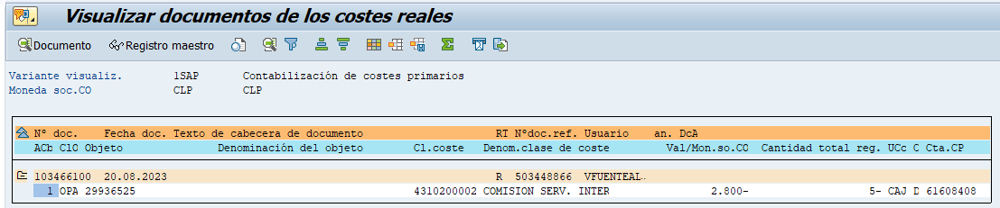 Visualizar documentos de los costes reales
Documento Registro maestro
Variante visualiz. 1SAP Contabilización de costes primarios
Moneda soc.CO CLP CLP
Nº doc. Fecha doc. Texto de cabecera de documento RT Nºdoc.ref. Usuario an. DcA
ACb ClO Objeto Denominación del objeto Cl.coste Denom.clase de coste Val/Mon.so.CO Cantidad total reg. UCc C Cta.CP
103466100 20.08.2023 R 503448866 VFUENTEAL..
1 OPA 29936525 4310200002 COMISION SERV. INTER 2.800- 5- CAJ D 61608408